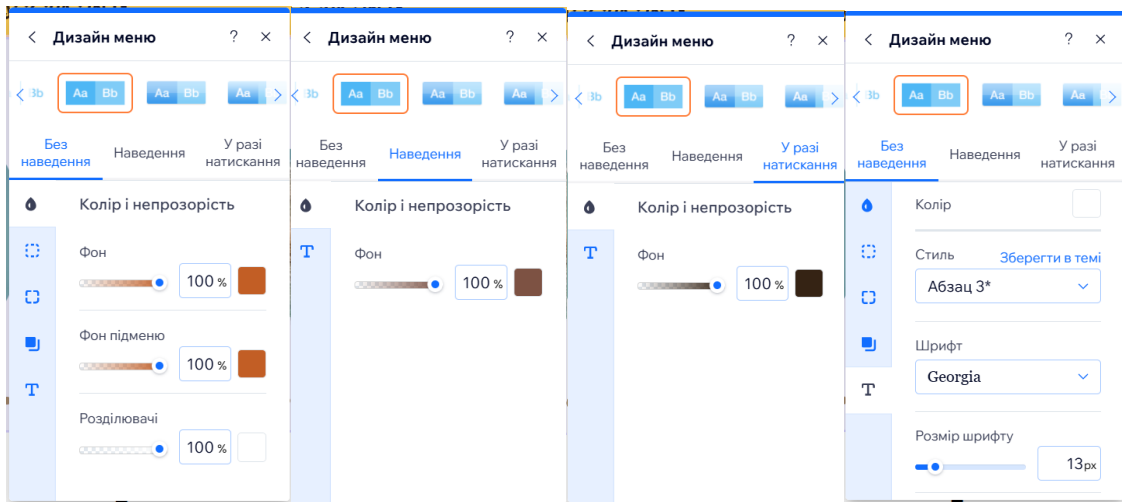 Дизайн меню ? ×
Bb Aa Bb Aa Bb Aa
Без наведення Наведення У разі натискання
Колір і непрозорість
Фон
100 %
Фон підменю
100 %
Розділювачі
100 %
Дизайн меню ? ×
Bb Aa Bb Aa Bb Aa
Без наведення Наведення У разі натискання
Колір і непрозорість
T Фон
100 %
Дизайн меню ? ×
Bb Aa Bb Aa Bb Aa
Без наведення Наведення У разі натискання
Колір і непрозорість
T Фон
100 %
Дизайн меню ? ×
Bb Aa Bb Aa Bb Aa
Без наведення Наведення У разі натискання
Колір
Стиль Зберегти в темі
Абзац 3*
Шрифт
Georgia
Розмір шрифту
13px